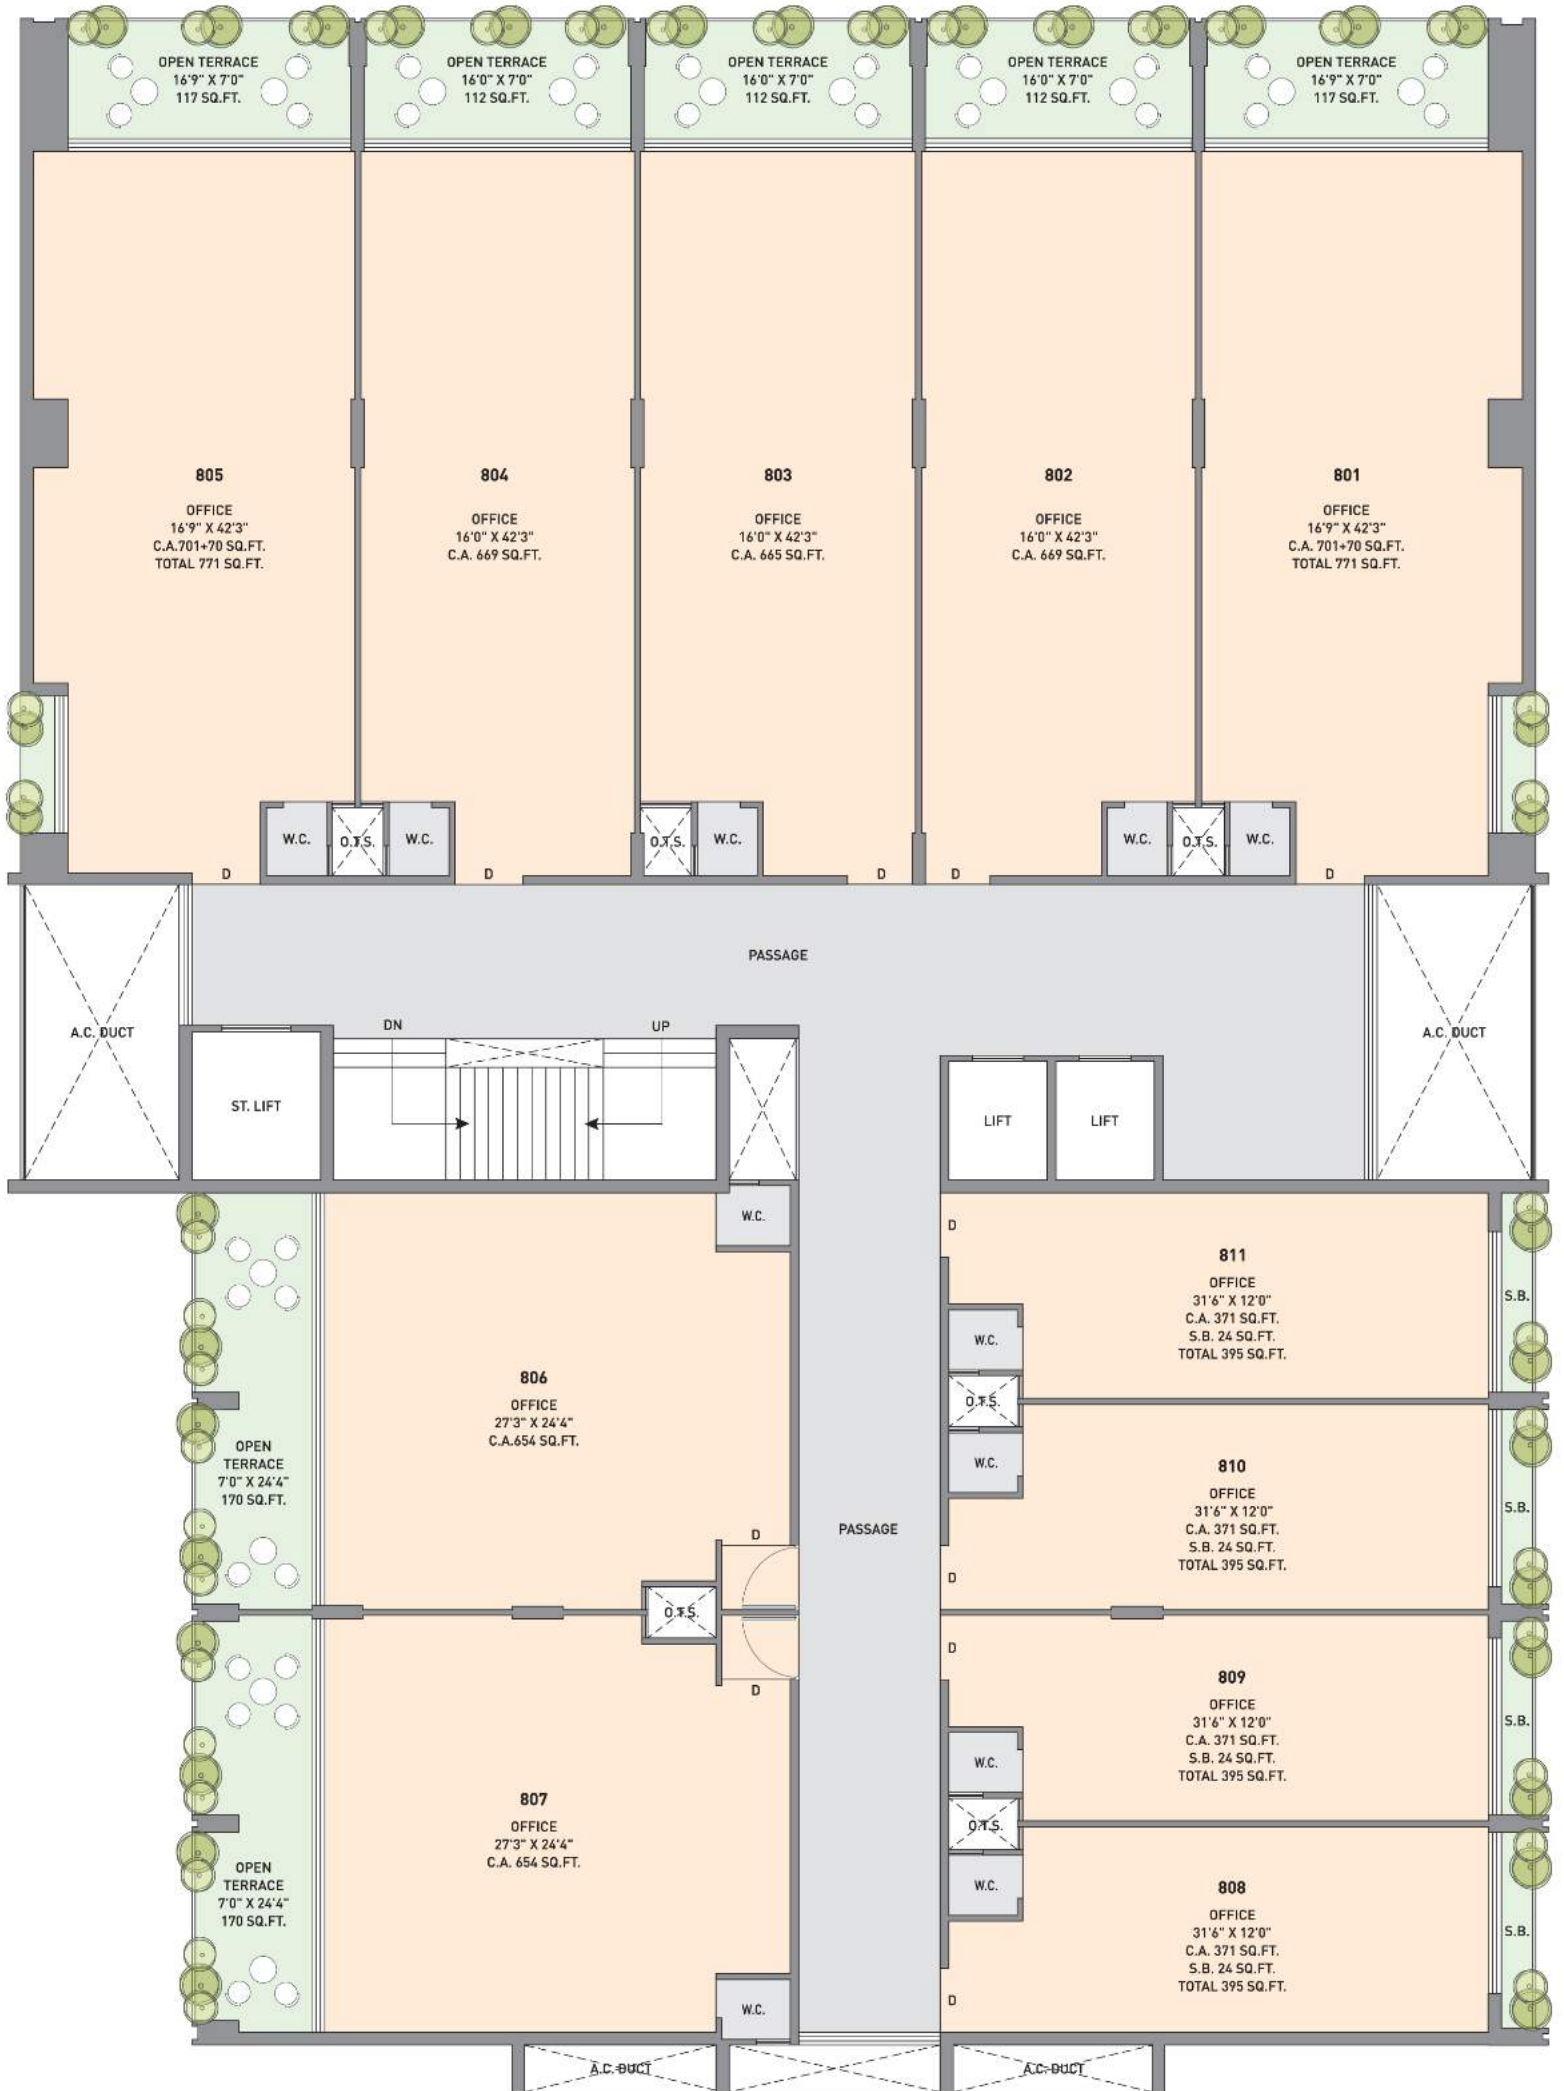 OPEN TERRACE
16'9" X 7'0"
117 SQ.FT.
OPEN TERRACE
16'0" X 7'0"
112 SQ.FT.
OPEN TERRACE
16'0" X 7'0"
112 SQ.FT.
OPEN TERRACE
16'0" X 7'0"
112 SQ.FT.
OPEN TERRACE
16'9" X 7'0"
117 SQ.FT.
805
OFFICE
16'9" X 42'3"
C.A.701+70 SQ.FT.
TOTAL 771 SQ.FT.
804
OFFICE
16'0" X 42'3"
C.A. 669 SQ.FT.
803
OFFICE
16'0" X 42'3"
C.A. 665 SQ.FT.
802
OFFICE
16'0" X 42'3"
C.A. 669 SQ.FT.
801
OFFICE
16'9" X 42'3"
C.A. 701+70 SQ.FT.
TOTAL 771 SQ.FT.
W.C.
O.T.S.
W.C.
O.T.S.
W.C.
W.C.
O.T.S.
W.C.
D
D
D
D
D
PASSAGE
A.C. DUCT
DN
UP
A.C. DUCT
ST. LIFT
LIFT
LIFT
W.C.
806
OFFICE
27'3" X 24'4"
C.A.654 SQ.FT.
OPEN
TERRACE
7'0" X 24'4"
170 SQ.FT.
D
O.T.S.
D
807
OFFICE
27'3" X 24'4"
C.A. 654 SQ.FT.
OPEN
TERRACE
7'0" X 24'4"
170 SQ.FT.
W.C.
PASSAGE
D
811
OFFICE
31'6" X 12'0"
C.A. 371 SQ.FT.
S.B. 24 SQ.FT.
TOTAL 395 SQ.FT.
S.B.
W.C.
O.T.S.
W.C.
810
OFFICE
31'6" X 12'0"
C.A. 371 SQ.FT.
S.B. 24 SQ.FT.
TOTAL 395 SQ.FT.
S.B.
D
D
809
OFFICE
31'6" X 12'0"
C.A. 371 SQ.FT.
S.B. 24 SQ.FT.
TOTAL 395 SQ.FT.
S.B.
W.C.
O.T.S.
W.C.
808
OFFICE
31'6" X 12'0"
C.A. 371 SQ.FT.
S.B. 24 SQ.FT.
TOTAL 395 SQ.FT.
S.B.
D
A.C. DUCT
A.C. DUCT